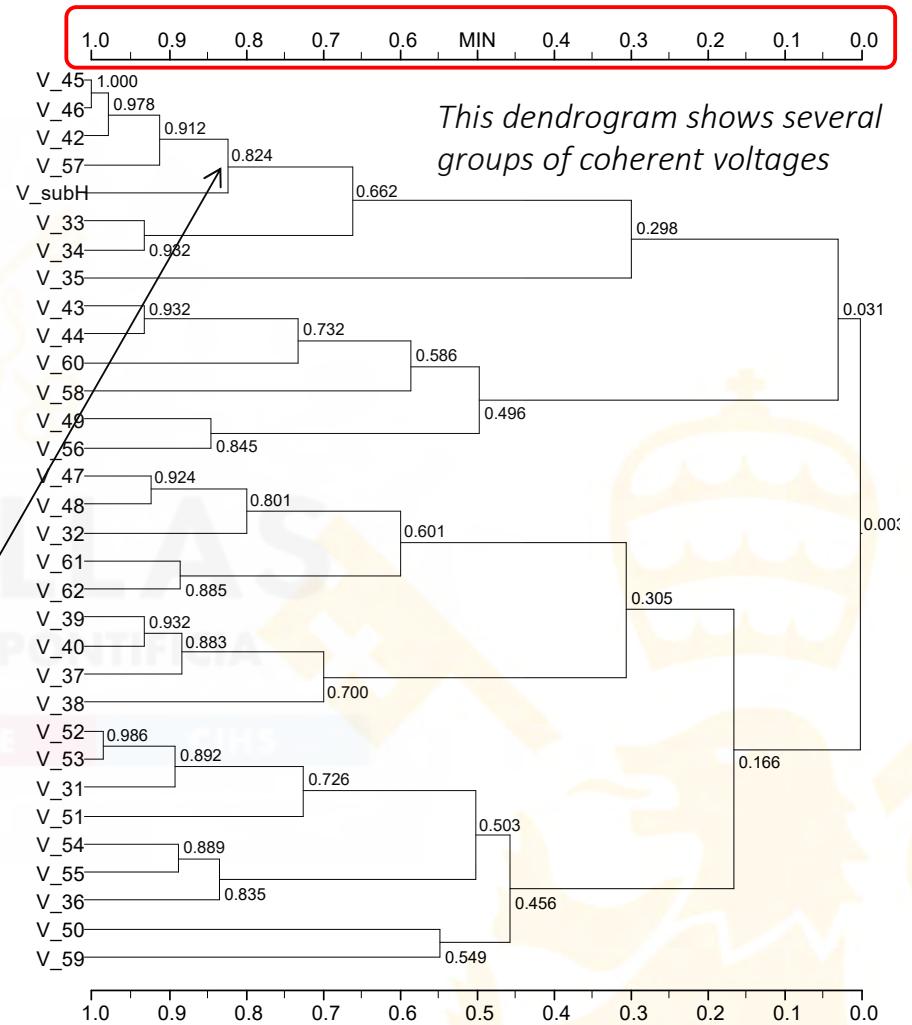 1.0 0.9 0.8 0.7 0.6 MIN 0.4 0.3 0.2 0.1 0.0
This dendrogram shows several
groups of coherent voltages
V_45 1.000
V_46 0.978
V_42 0.912
V_57 0.824
V_subH 0.662
V_33 0.298
V_34 0.932
V_35
V_43 0.932 0.031
V_44 0.732
V_60 0.586
V_58 0.496
V_49
V_56 0.845
V_47 0.924
V_48 0.801
V_32 0.601 0.003
V_61
V_62 0.885 0.305
V_39 0.932
V_40 0.883
V_37 0.700
V_38
V_52 0.986
V_53 0.892 0.166
V_31 0.726
V_51 0.503
V_54 0.889
V_55 0.835
V_36 0.456
V_50
V_59 0.549
1.0 0.9 0.8 0.7 0.6 0.5 0.4 0.3 0.2 0.1 0.0
LLAS
PONTIFICIA
E CIHS